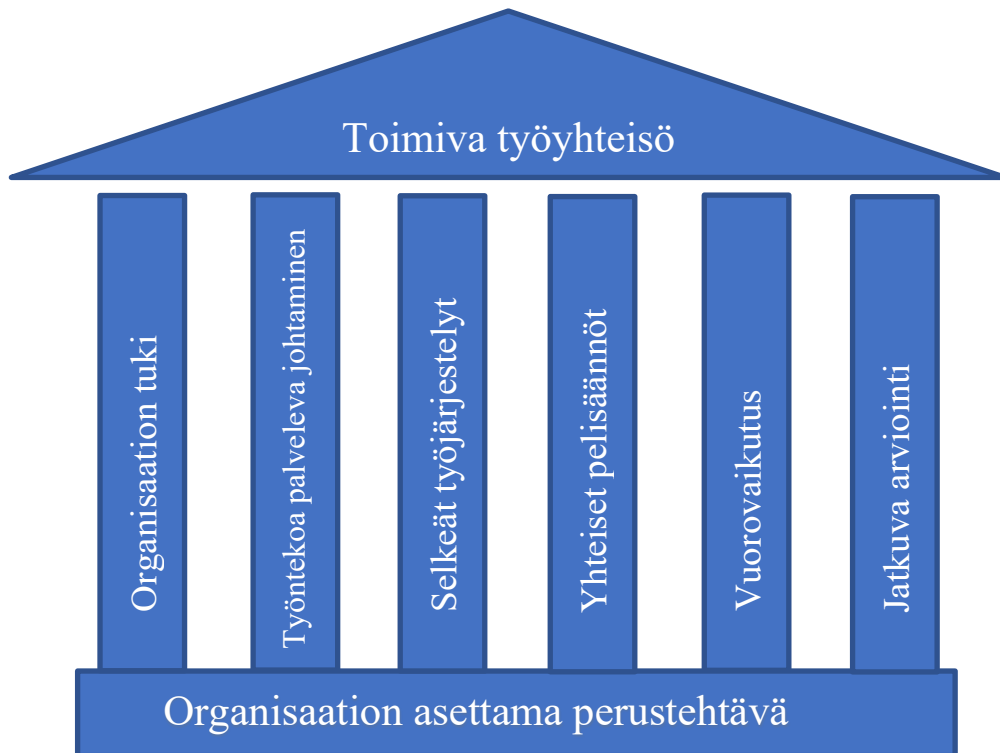 Toimiva työyhteisö
Organisaation tuki
Työntekoa palveleva johtaminen
Selkeät työjärjestelyt
Yhteiset pelisäännöt
Vuorovaikutus
Jatkuva arviointi
Organisaation asettama perustehtävä